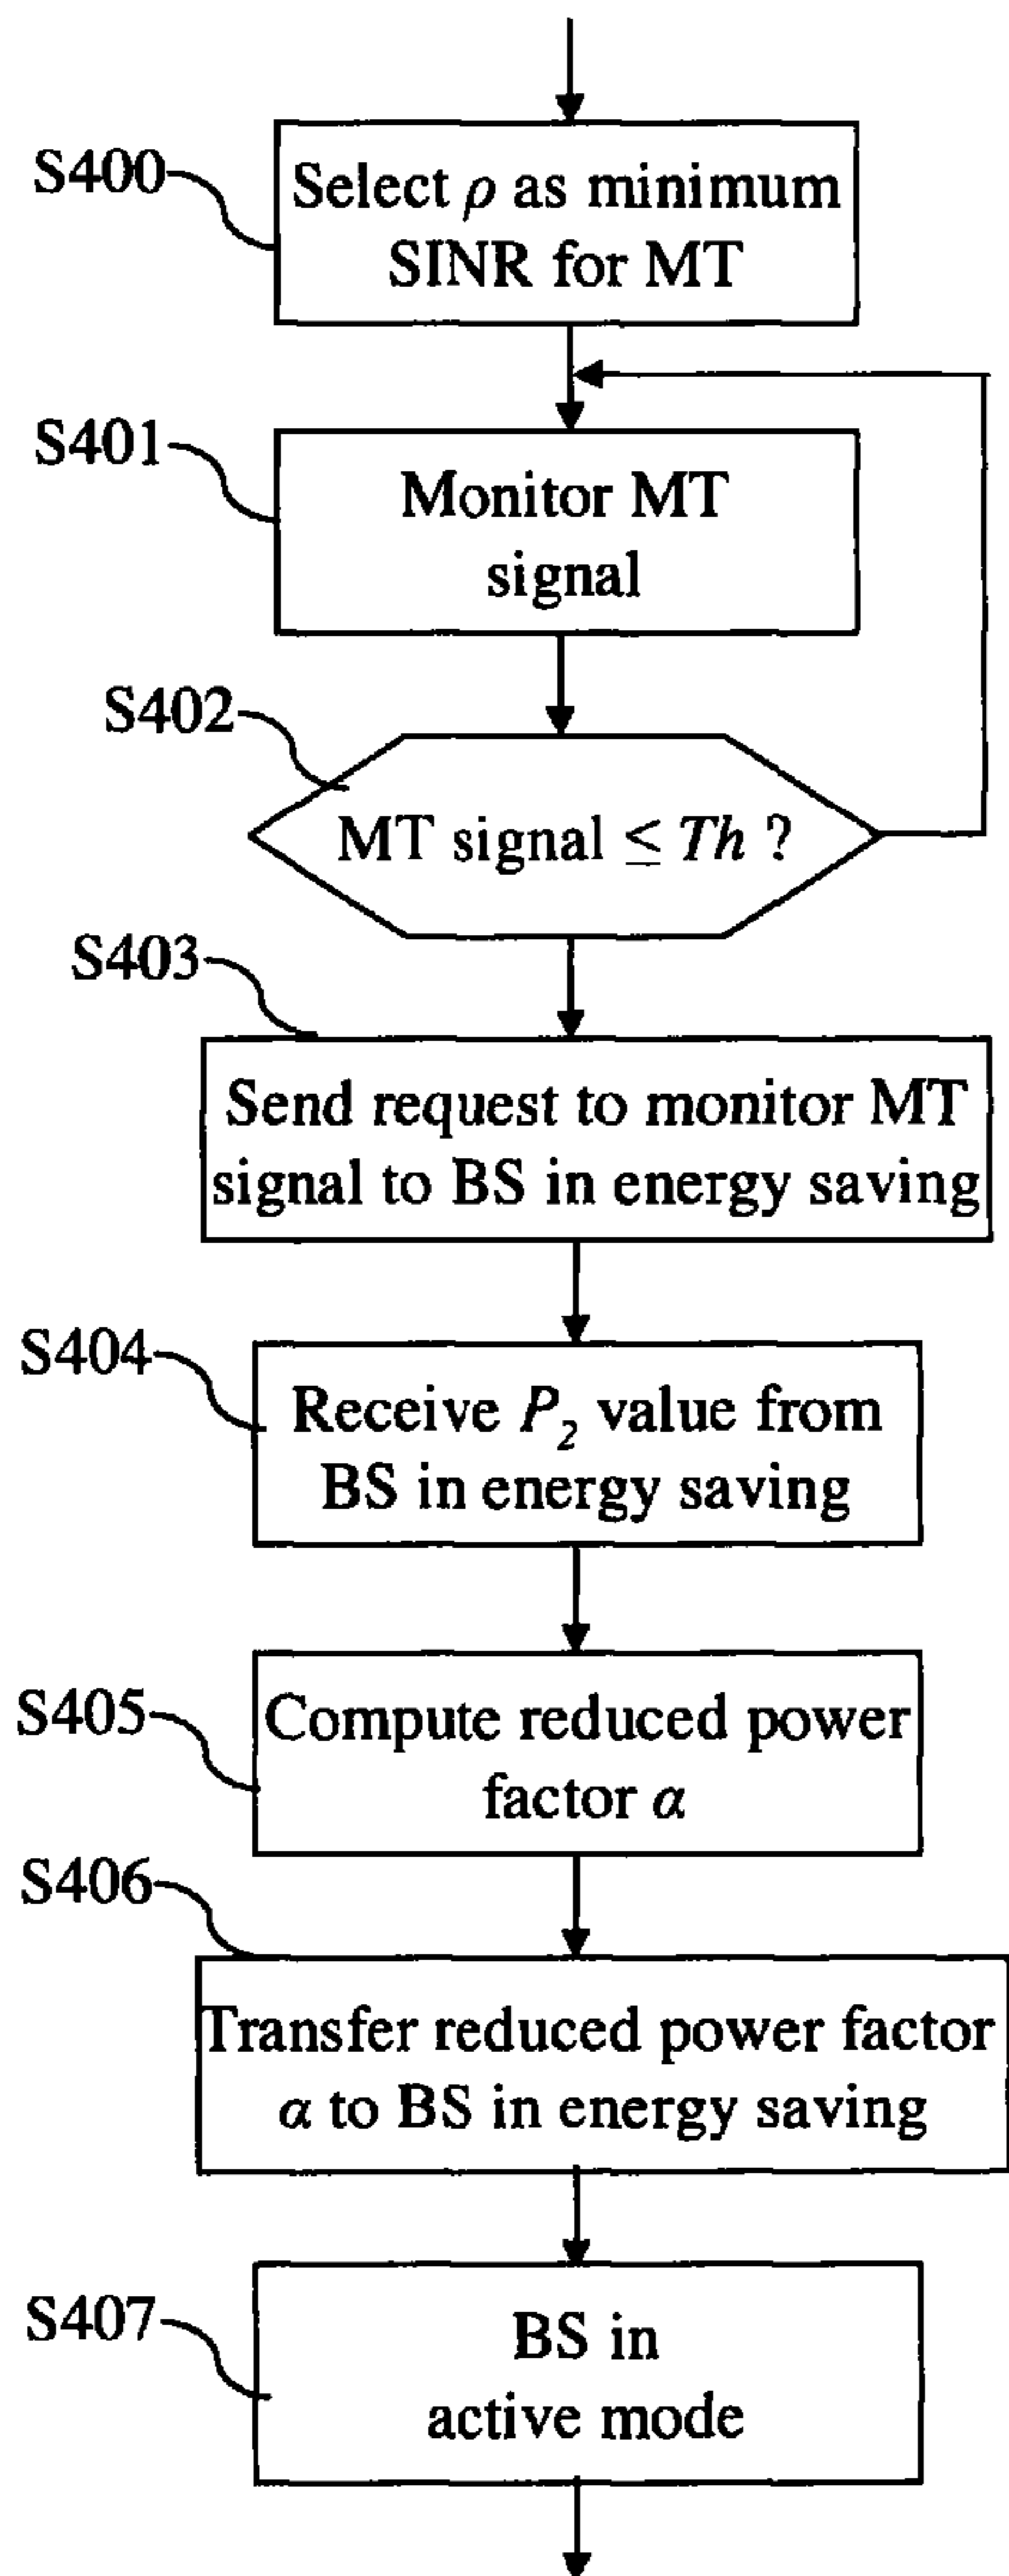 S400
Select ρ as minimum
SINR for MT
S401
Monitor MT
signal
S402
MT signal ≤ Th ?
S403
Send request to monitor MT
signal to BS in energy saving
S404
Receive P₂ value from
BS in energy saving
S405
Compute reduced power
factor α
S406
Transfer reduced power factor
α to BS in energy saving
S407
BS in
active mode